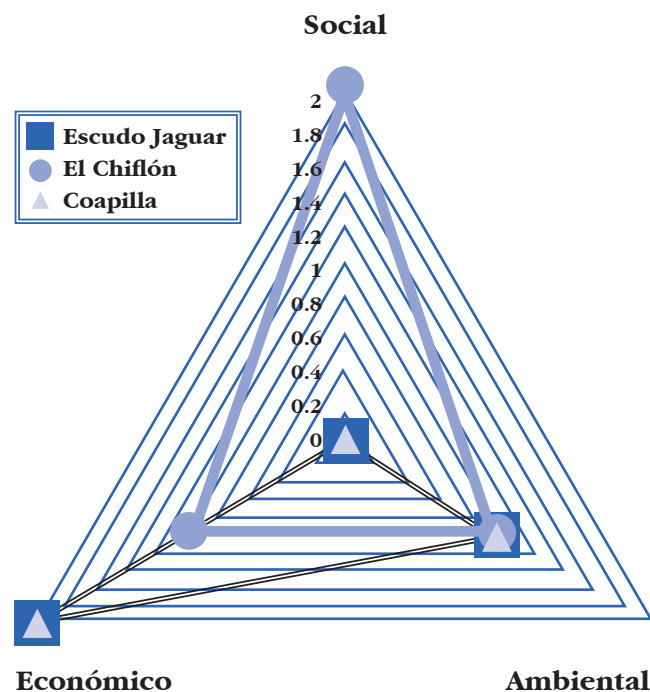 Social
Escudo Jaguar
El Chiflón
Coapilla
2
1.8
1.6
1.4
1.2
1
0.8
0.6
0.4
0.2
0
Económico
Ambiental